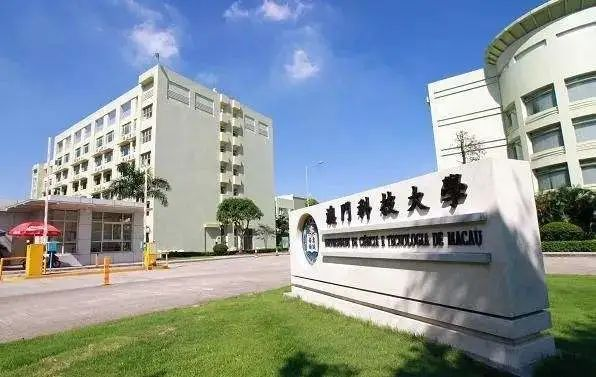 澳門科技大學
UNIVERSIDADE DE CIÊNCIA E TECNOLOGIA DE MACAU